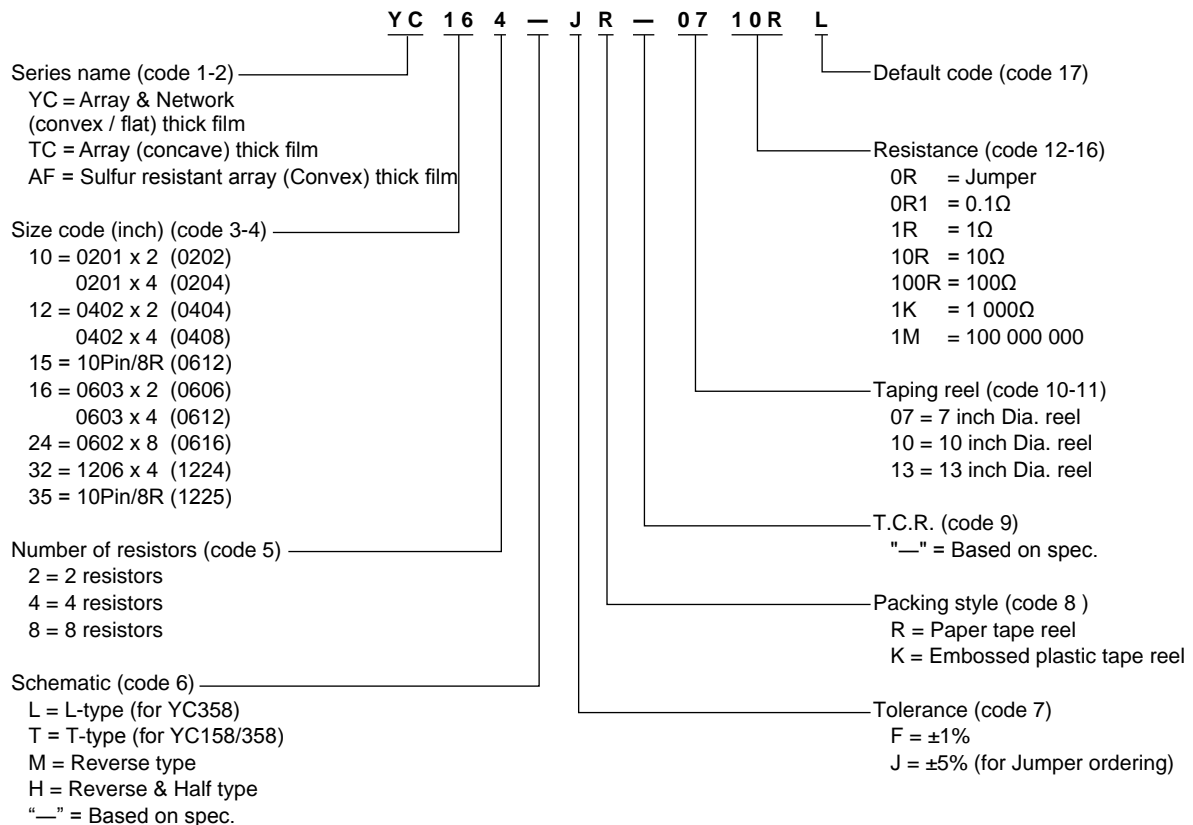 YC 16 4 — J R — 07 10R L
Series name (code 1-2)
YC = Array & Network
(convex / flat) thick film
TC = Array (concave) thick film
AF = Sulfur resistant array (Convex) thick film
Size code (inch) (code 3-4)
10 = 0201 x 2 (0202)
0201 x 4 (0204)
12 = 0402 x 2 (0404)
0402 x 4 (0408)
15 = 10Pin/8R (0612)
16 = 0603 x 2 (0606)
0603 x 4 (0612)
24 = 0602 x 8 (0616)
32 = 1206 x 4 (1224)
35 = 10Pin/8R (1225)
Number of resistors (code 5)
2 = 2 resistors
4 = 4 resistors
8 = 8 resistors
Schematic (code 6)
L = L-type (for YC358)
T = T-type (for YC158/358)
M = Reverse type
H = Reverse & Half type
“—” = Based on spec.
Default code (code 17)
Resistance (code 12-16)
0R = Jumper
0R1 = 0.1Ω
1R = 1Ω
10R = 10Ω
100R = 100Ω
1K = 1 000Ω
1M = 100 000 000
Taping reel (code 10-11)
07 = 7 inch Dia. reel
10 = 10 inch Dia. reel
13 = 13 inch Dia. reel
T.C.R. (code 9)
"—" = Based on spec.
Packing style (code 8 )
R = Paper tape reel
K = Embossed plastic tape reel
Tolerance (code 7)
F = ±1%
J = ±5% (for Jumper ordering)